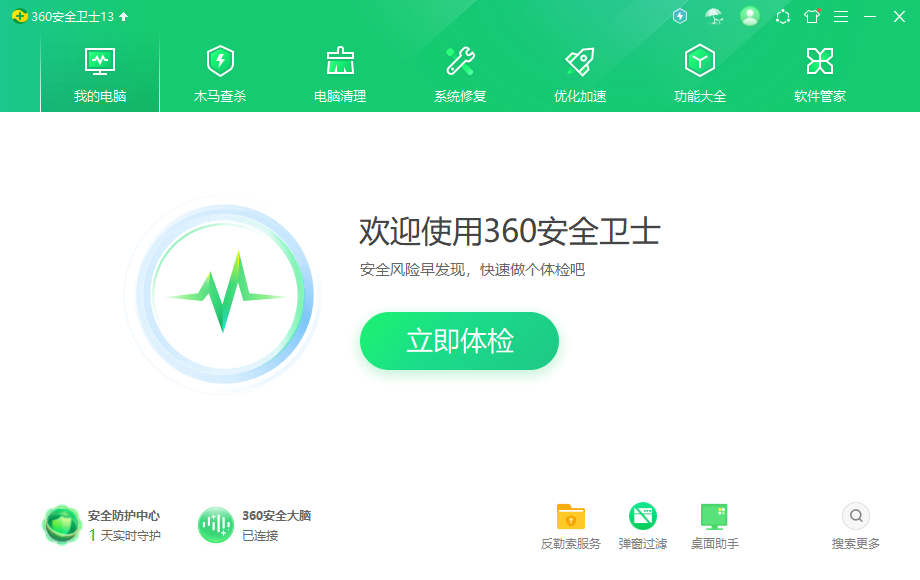 360安全卫士13
我的电脑
木马查杀
电脑清理
系统修复
优化加速
功能大全
软件管家
欢迎使用360安全卫士
安全风险早发现，快速做个体检吧
立即体检
安全防护中心
1 天实时守护
360安全大脑
已连接
反勒索服务
弹窗过滤
桌面助手
搜索更多